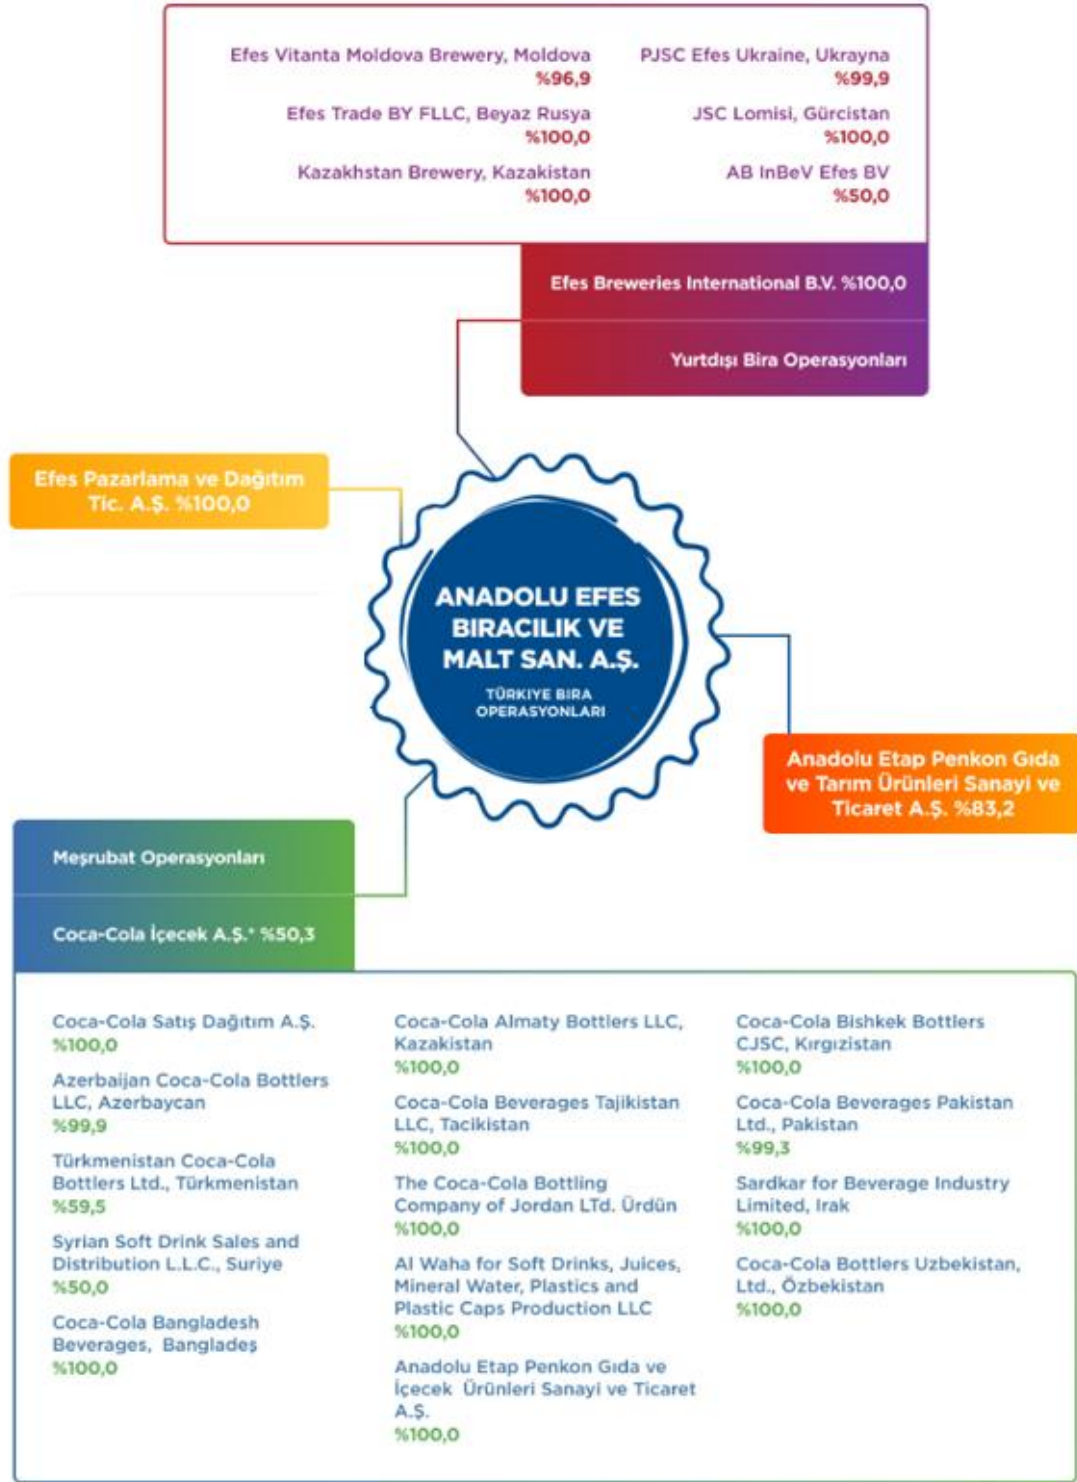 Efes Vitanta Moldova Brewery, Moldova
%96,9
Efes Trade BY FLLC, Beyaz Rusya
%100,0
Kazakhstan Brewery, Kazakistan
%100,0
PJSC Efes Ukraine, Ukrayna
%99,9
JSC Lomisi, Gürcistan
%100,0
AB InBeV Efes BV
%50,0
Efes Breweries International B.V. %100,0
Yurtdışı Bira Operasyonları
Efes Pazarlama ve Dağıtım
Tic. A.Ş. %100,0
ANADOLU EFES
BIRACILIK VE
MALT SAN. A.Ş.
TÜRKIYE BIRA
OPERASYONLARI
Anadolu Etap Penkon Gıda
ve Tarım Ürünleri Sanayi ve
Ticaret A.Ş. %83,2
Meşrubat Operasyonları
Coca-Cola İçecek A.Ş.* %50,3
Coca-Cola Satış Dağıtım A.Ş.
%100,0
Azerbaijan Coca-Cola Bottlers
LLC, Azerbaycan
%99,9
Türkmenistan Coca-Cola
Bottlers Ltd., Türkmenistan
%59,5
Syrian Soft Drink Sales and
Distribution L.L.C., Suriye
%50,0
Coca-Cola Bangladesh
Beverages, Bangladeş
%100,0
Coca-Cola Almaty Bottlers LLC,
Kazakistan
%100,0
Coca-Cola Beverages Tajikistan
LLC, Tacikistan
%100,0
The Coca-Cola Bottling
Company of Jordan LTd. Ürdün
%100,0
Al Waha for Soft Drinks, Juices,
Mineral Water, Plastics and
Plastic Caps Production LLC
%100,0
Anadolu Etap Penkon Gıda ve
İçecek Ürünleri Sanayi ve Ticaret
A.Ş.
%100,0
Coca-Cola Bishkek Bottlers
CJSC, Kırgızistan
%100,0
Coca-Cola Beverages Pakistan
Ltd., Pakistan
%99,3
Sardkar for Beverage Industry
Limited, Irak
%100,0
Coca-Cola Bottlers Uzbekistan,
Ltd., Özbekistan
%100,0